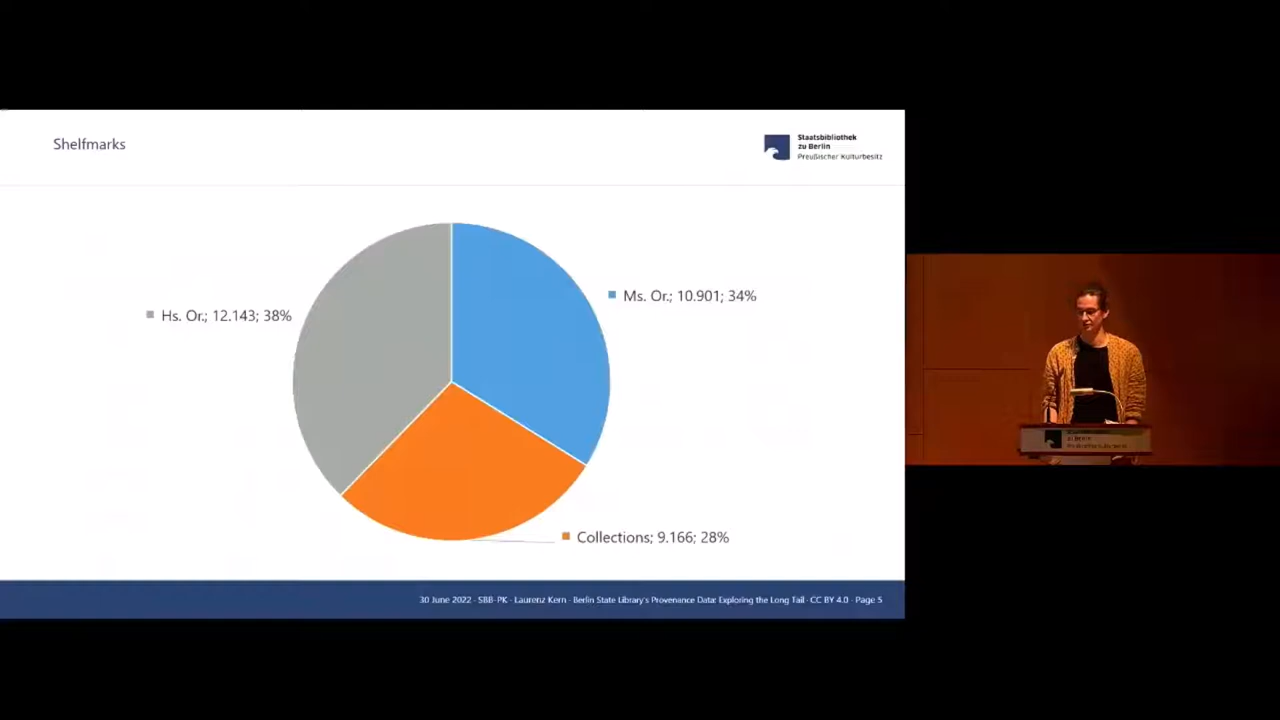 Shelfmarks
Staatsbibliothek
zu Berlin
Preußischer Kulturbesitz
Ms. Or.; 10.901; 34%
Hs. Or.; 12.143; 38%
Collections; 9.166; 28%
30 June 2022 · SBB-PK · Laurenz Kern · Berlin State Library's Provenance Data: Exploring the Long Tail · CC BY 4.0 · Page 5